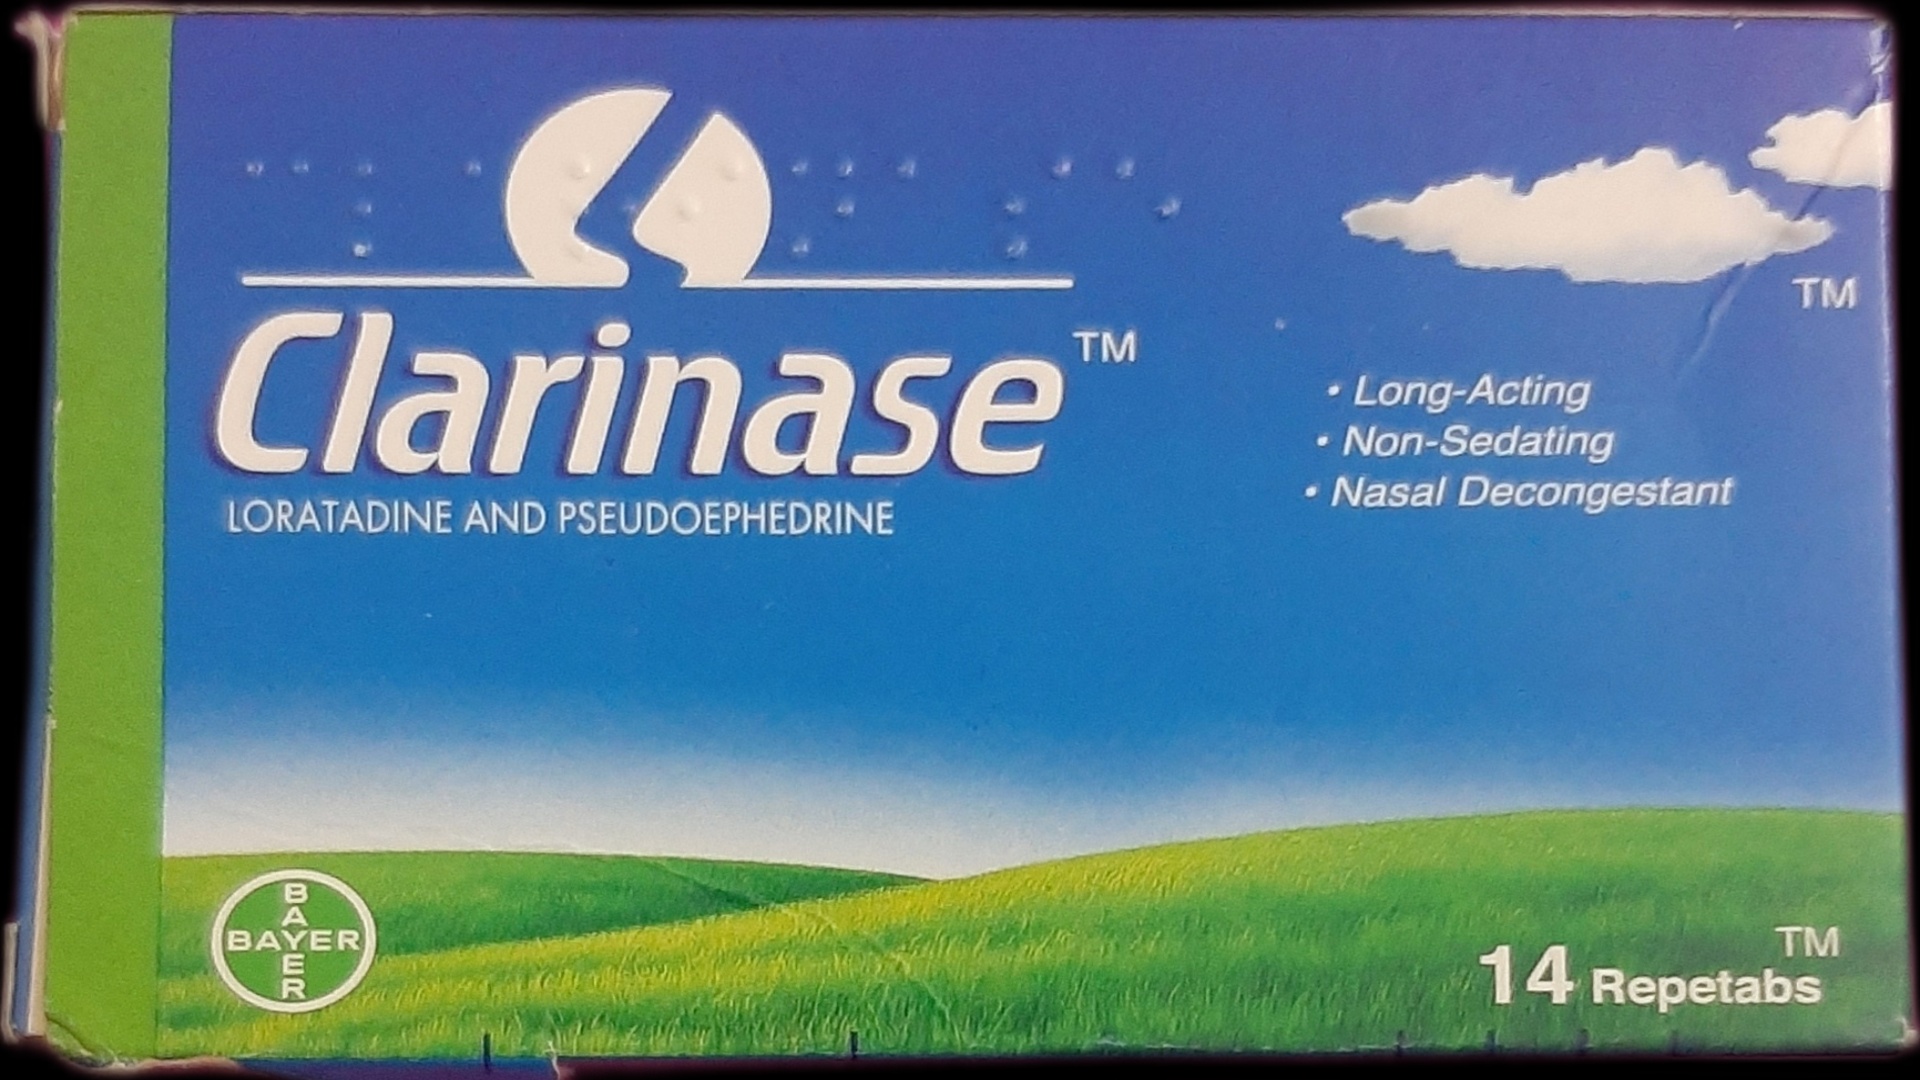 Clarinase™
LORATADINE AND PSEUDOEPHEDRINE
TM
• Long-Acting
• Non-Sedating
• Nasal Decongestant
BAYER
BAYER
14 Repetabs™